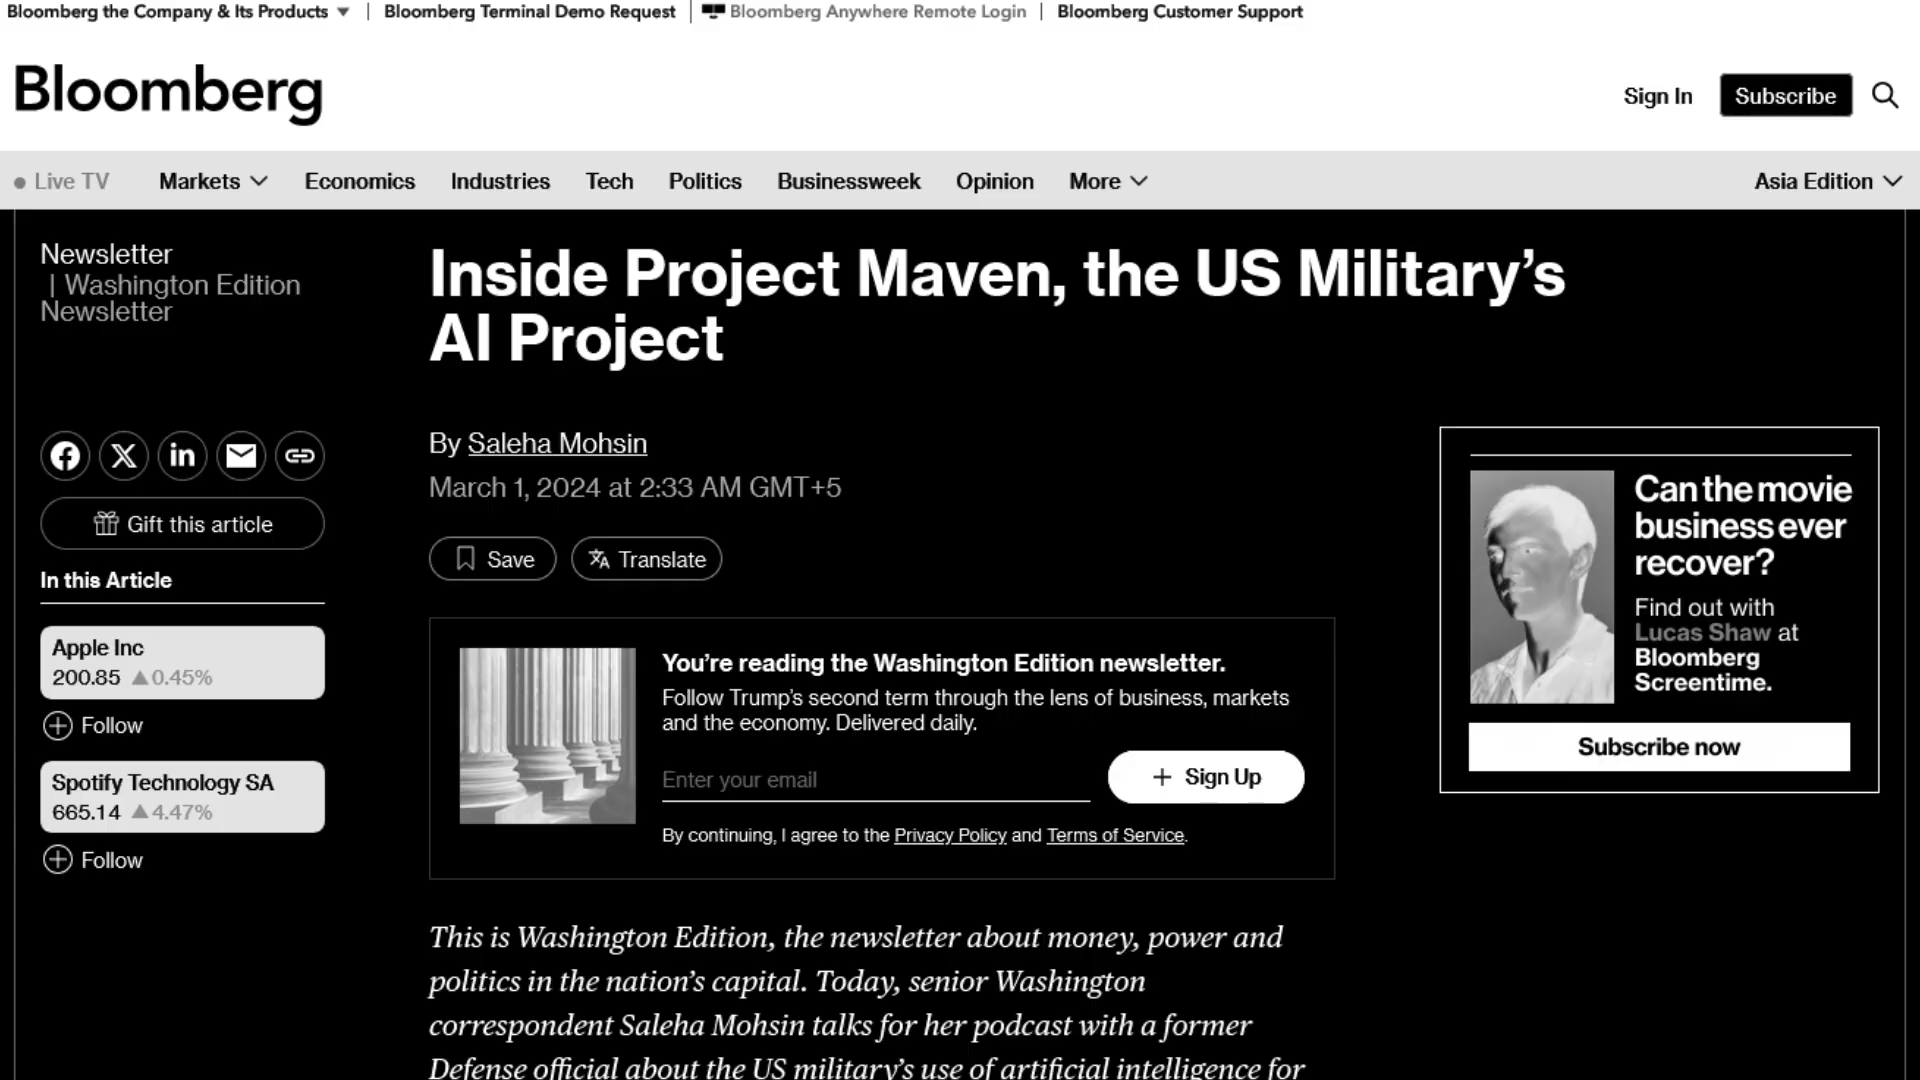 Bloomberg the Company & Its Products
Bloomberg Terminal Demo Request
Bloomberg Anywhere Remote Login
Bloomberg Customer Support
Bloomberg
Sign In
Subscribe
Live TV
Markets
Economics
Industries
Tech
Politics
Businessweek
Opinion
More
Asia Edition
Newsletter
| Washington Edition
Newsletter
Inside Project Maven, the US Military’s
AI Project
By Saleha Mohsin
March 1, 2024 at 2:33 AM GMT+5
Save
Translate
Gift this article
In this Article
Apple Inc
200.85 ▲0.45%
Follow
Spotify Technology SA
665.14 ▲4.47%
Follow
You’re reading the Washington Edition newsletter.
Follow Trump’s second term through the lens of business, markets
and the economy. Delivered daily.
Enter your email
+ Sign Up
By continuing, I agree to the Privacy Policy and Terms of Service.
Can the movie
business ever
recover?
Find out with
Lucas Shaw at
Bloomberg
Screentime.
Subscribe now
This is Washington Edition, the newsletter about money, power and
politics in the nation’s capital. Today, senior Washington
correspondent Saleha Mohsin talks for her podcast with a former
Defense official about the US military’s use of artificial intelligence for